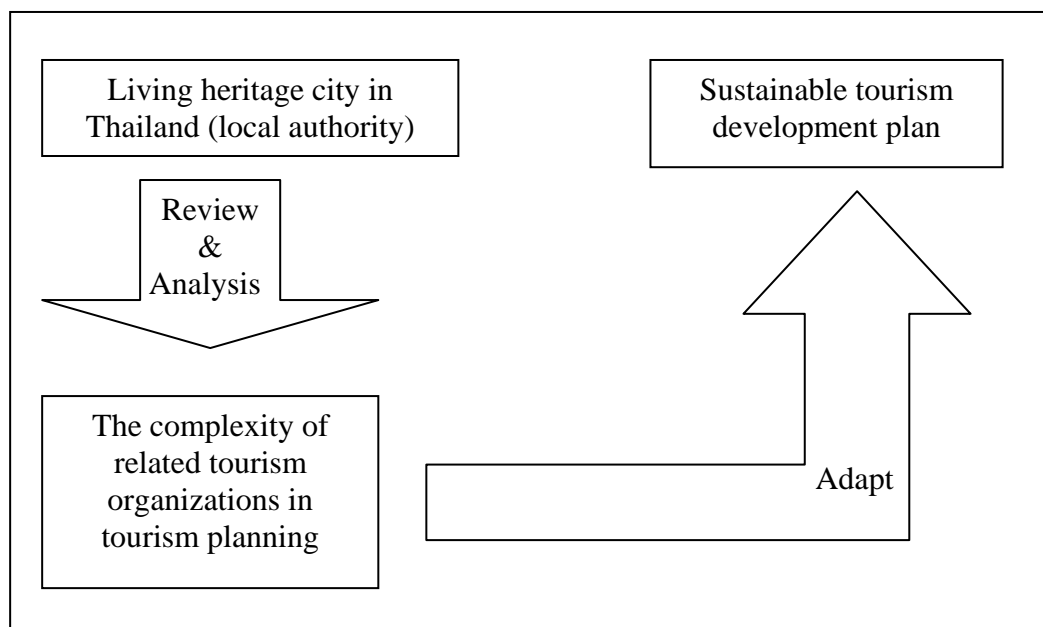 Living heritage city in
Thailand (local authority)
Review
&
Analysis
The complexity of
related tourism
organizations in
tourism planning
Adapt
Sustainable tourism
development plan